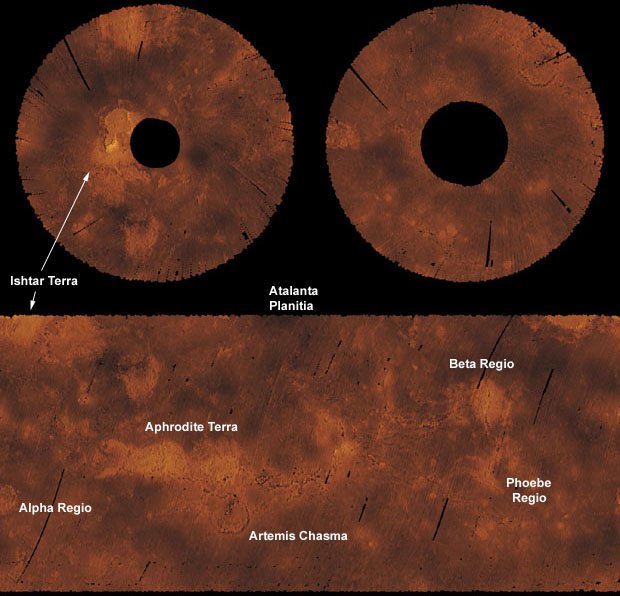 Ishtar Terra
Atalanta
Planitia
Beta Regio
Aphrodite Terra
Phoebe
Regio
Alpha Regio
Artemis Chasma